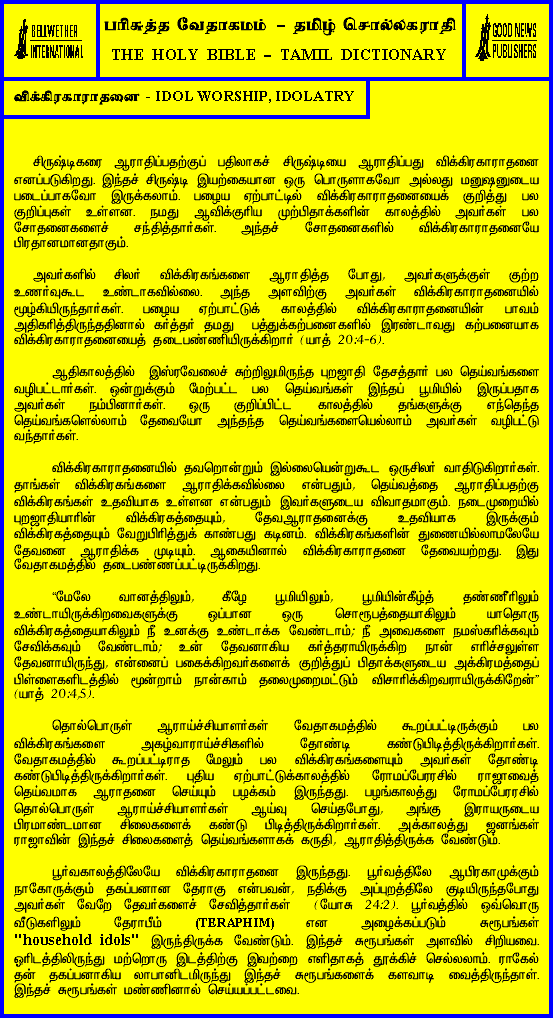 BELLWETHER
INTERNATIONAL
பரிசுத்த வேதாகமம் – தமிழ் சொல்லகராதி
THE HOLY BIBLE – TAMIL DICTIONARY
GOOD NEWS
PUBLISHERS
விக்கிரகாராதனை - IDOL WORSHIP, IDOLATRY
சிருஷ்டிகரை ஆராதிப்பதற்குப் பதிலாகச் சிருஷ்டியை ஆராதிப்பது விக்கிரகாராதனை
எனப்படுகிறது. இந்தச் சிருஷ்டி இயற்கையான ஒரு பொருளாகவோ அல்லது மனுஷனுடைய
படைப்பாகவோ இருக்கலாம். பழைய ஏற்பாட்டில் விக்கிரகாராதனையைக் குறித்து பல
குறிப்புகள் உள்ளன. நமது ஆவிக்குரிய முற்பிதாக்களின் காலத்தில் அவர்கள் பல
சோதனைகளைச் சந்தித்தார்கள். அந்தச் சோதனைகளில் விக்கிரகாராதனையே
பிரதானமானதாகும்.
அவர்களில் சிலர் விக்கிரகங்களை ஆராதித்த போது, அவர்களுக்குள் குற்ற
உணர்வுகூட உண்டாகவில்லை. அந்த அளவிற்கு அவர்கள் விக்கிரகாராதனையில்
மூழ்கியிருந்தார்கள். பழைய ஏற்பாட்டுக் காலத்தில் விக்கிரகாராதனையின் பாவம்
அதிகரித்திருந்ததினால் கர்த்தர் தமது பத்துக்கற்பனைகளில் இரண்டாவது கற்பனையாக
விக்கிரகாராதனையைத் தடைபண்ணியிருக்கிறார் (யாத் 20:4-6).
ஆதிகாலத்தில் இஸ்ரவேலைச் சுற்றிலுமிருந்த புறஜாதி தேசத்தார் பல தெய்வங்களை
வழிபட்டார்கள். ஒன்றுக்கும் மேற்பட்ட பல தெய்வங்கள் இந்தப் பூமியில் இருப்பதாக
அவர்கள் நம்பினார்கள். ஒரு குறிப்பிட்ட காலத்தில் தங்களுக்கு எந்தெந்த
தெய்வங்களெல்லாம் தேவையோ அந்தந்த தெய்வங்களையெல்லாம் அவர்கள் வழிபட்டு
வந்தார்கள்.
விக்கிரகாராதனையில் தவறொன்றும் இல்லையென்றுகூட ஒருசிலர் வாதிடுகிறார்கள்.
தாங்கள் விக்கிரகங்களை ஆராதிக்கவில்லை என்பதும், தெய்வத்தை ஆராதிப்பதற்கு
விக்கிரகங்கள் உதவியாக உள்ளன என்பதும் இவர்களுடைய விவாதமாகும். நடைமுறையில்
புறஜாதியாரின் விக்கிரகத்தையும், தேவஆராதனைக்கு உதவியாக இருக்கும்
விக்கிரகத்தையும் வேறுபிரித்துக் காண்பது கடினம். விக்கிரகங்களின் துணையில்லாமலேயே
தேவனை ஆராதிக்க முடியும். ஆகையினால் விக்கிரகாராதனை தேவையற்றது. இது
வேதாகமத்தில் தடைபண்ணப்பட்டிருக்கிறது.
"மேலே வானத்திலும், கீழே பூமியிலும், பூமியின்கீழ்த் தண்ணீரிலும்
உண்டாயிருக்கிறவைகளுக்கு ஒப்பான ஒரு சொரூபத்தையாகிலும் யாதொரு
விக்கிரகத்தையாகிலும் நீ உனக்கு உண்டாக்க வேண்டாம்; நீ அவைகளை நமஸ்கரிக்கவும்
சேவிக்கவும் வேண்டாம்; உன் தேவனாகிய கர்த்தராயிருக்கிற நான் எரிச்சலுள்ள
தேவனாயிருந்து, என்னைப் பகைக்கிறவர்களைக் குறித்துப் பிதாக்களுடைய அக்கிரமத்தைப்
பிள்ளைகளிடத்தில் மூன்றாம் நான்காம் தலைமுறைமட்டும் விசாரிக்கிறவராயிருக்கிறேன்"
(யாத் 20:4,5).
தொல்பொருள் ஆராய்ச்சியாளர்கள் வேதாகமத்தில் கூறப்பட்டிருக்கும் பல
விக்கிரகங்களை அகழ்வாராய்ச்சிகளில் தோண்டி கண்டுபிடித்திருக்கிறார்கள்.
வேதாகமத்தில் கூறப்பட்டிராத மேலும் பல விக்கிரகங்களையும் அவர்கள் தோண்டி
கண்டுபிடித்திருக்கிறார்கள். புதிய ஏற்பாட்டுக்காலத்தில் ரோமப்பேரரசில் ராஜாவைத்
தெய்வமாக ஆராதனை செய்யும் பழக்கம் இருந்தது. பழங்காலத்து ரோமப்பேரரசில்
தொல்பொருள் ஆராய்ச்சியாளர்கள் ஆய்வு செய்தபோது, அங்கு இராயருடைய
பிரமாண்டமான சிலைகளைக் கண்டு பிடித்திருக்கிறார்கள். அக்காலத்து ஜனங்கள்
ராஜாவின் இந்தச் சிலைகளைத் தெய்வங்களாகக் கருதி, ஆராதித்திருக்க வேண்டும்.
பூர்வகாலத்திலேயே விக்கிரகாராதனை இருந்தது. பூர்வத்திலே ஆபிரகாமுக்கும்
நாகோருக்கும் தகப்பனான தேராகு என்பவன், நதிக்கு அப்புறத்திலே குடியிருந்தபோது
அவர்கள் வேறே தேவர்களைச் சேவித்தார்கள் (யோசு 24:2). பூர்வத்தில் ஒவ்வொரு
வீடுகளிலும் தேராபீம் (TERAPHIM) என அழைக்கப்படும் சுரூபங்கள்
"household idols" இருந்திருக்க வேண்டும். இந்தச் சுரூபங்கள் அளவில் சிறியவை.
ஓரிடத்திலிருந்து மற்றொரு இடத்திற்கு இவற்றை எளிதாகத் தூக்கிச் செல்லலாம். ராகேல்
தன் தகப்பனாகிய லாபானிடமிருந்து இந்தச் சுரூபங்களைக் களவாடி வைத்திருந்தாள்.
இந்தச் சுரூபங்கள் மண்ணினால் செய்யப்பட்டவை.